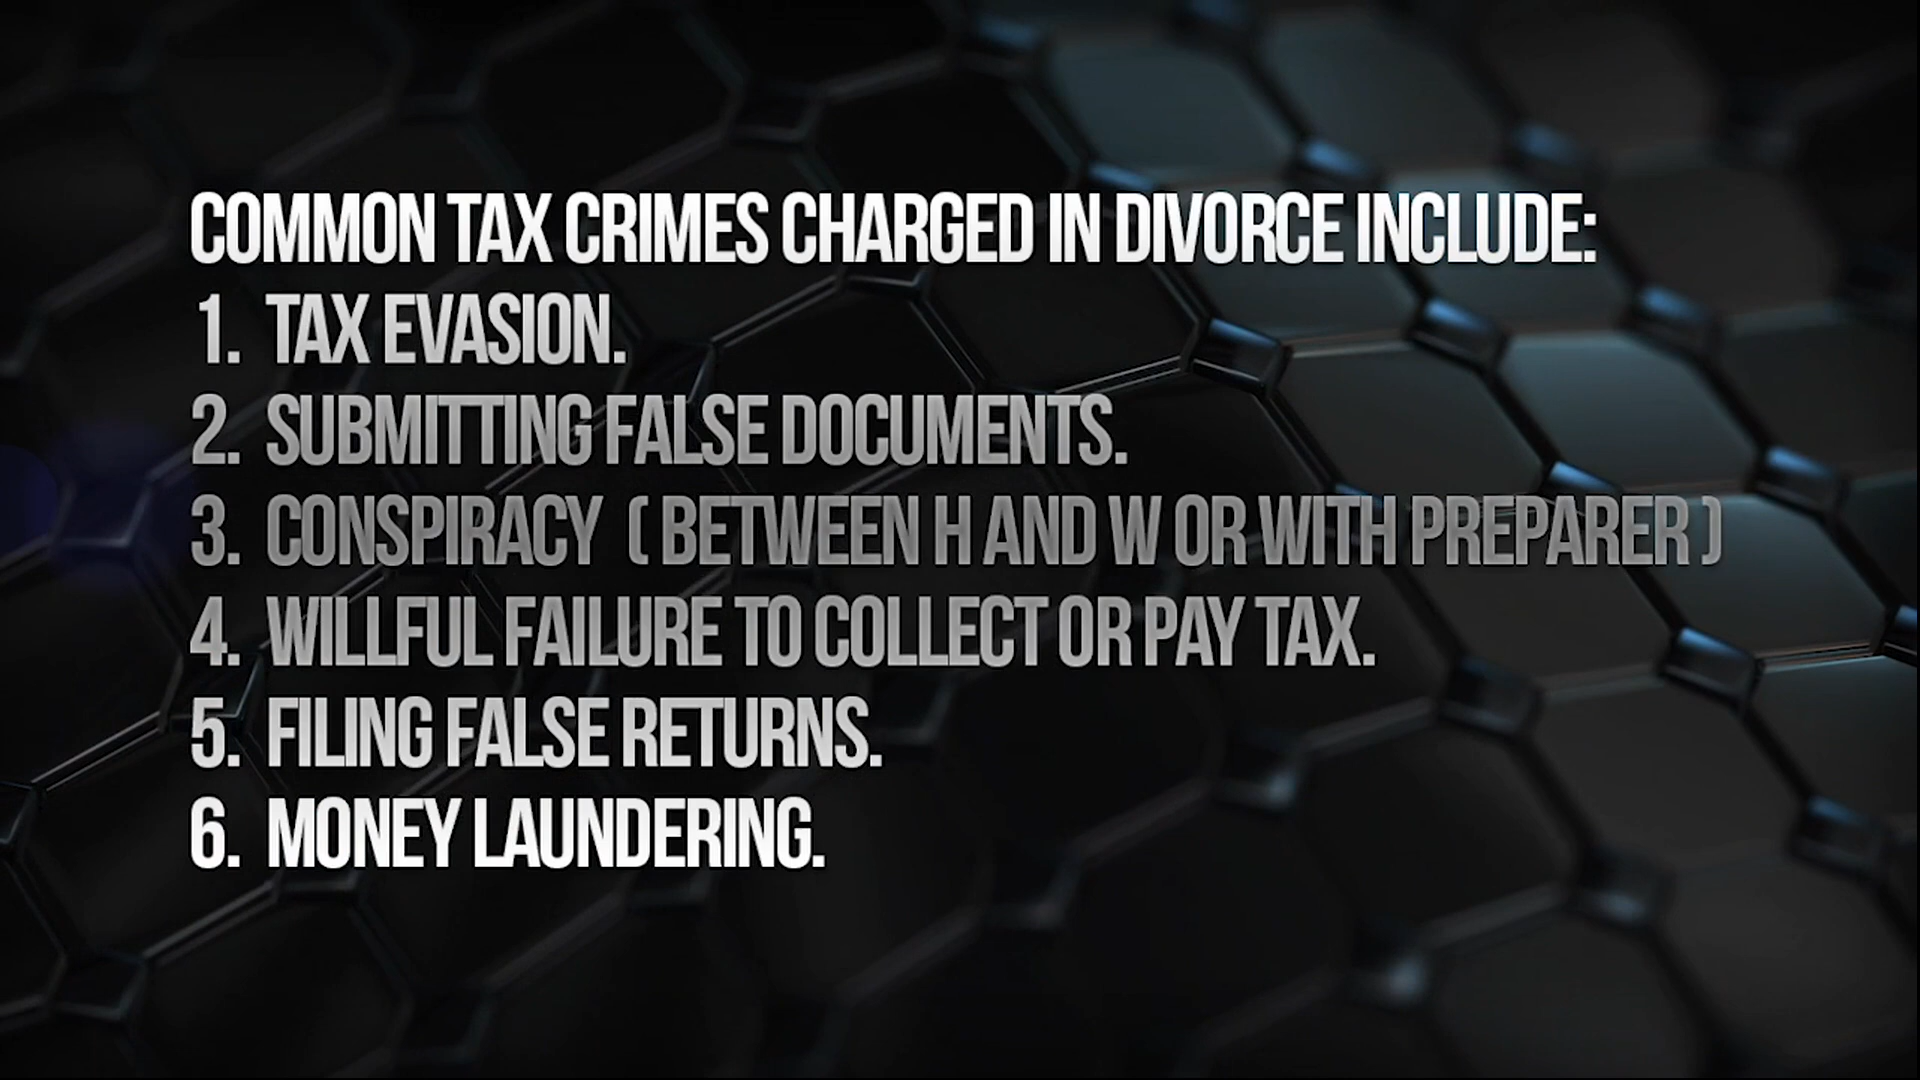 COMMON TAX CRIMES CHARGED IN DIVORCE INCLUDE:
1. TAX EVASION.
2. SUBMITTING FALSE DOCUMENTS.
3. CONSPIRACY ( BETWEEN H AND W OR WITH PREPARER )
4. WILLFUL FAILURE TO COLLECT OR PAY TAX.
5. FILING FALSE RETURNS.
6. MONEY LAUNDERING.